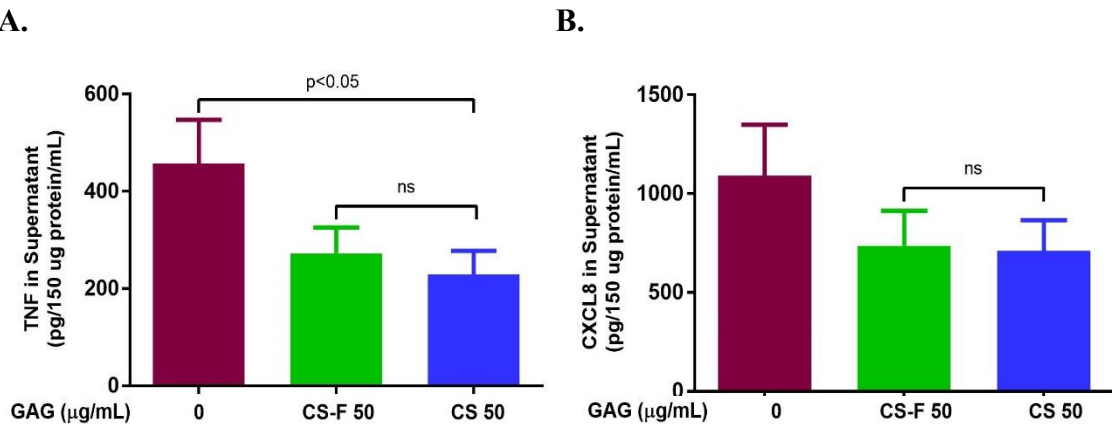 A.
B.
p<0.05
600
400
200
0
ns
TNF in Supernatant
(pg/150 ug protein/mL)
GAG (μg/mL)
0
CS-F 50
CS 50
1500
1000
500
0
ns
CXCL8 in Supernatant
(pg/150 ug protein/mL)
GAG (μg/mL)
0
CS-F 50
CS 50